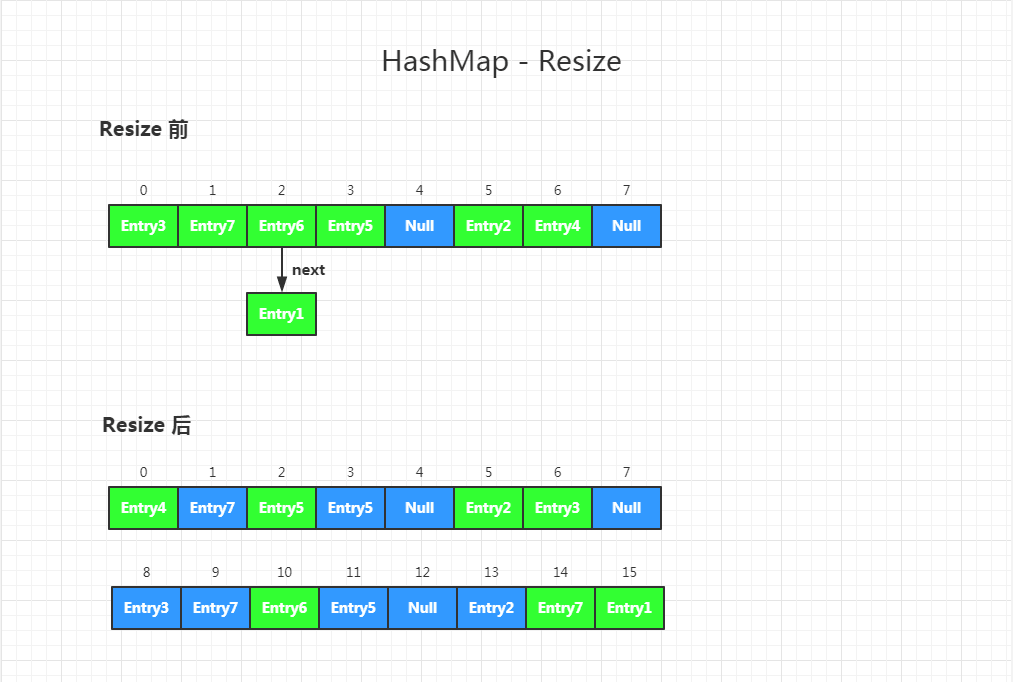 HashMap - Resize
Resize 前
0 1 2 3 4 5 6 7
Entry3 Entry7 Entry6 Entry5 Null Entry2 Entry4 Null
next
Entry1
Resize 后
0 1 2 3 4 5 6 7
Entry4 Entry7 Entry5 Entry5 Null Entry2 Entry3 Null
8 9 10 11 12 13 14 15
Entry3 Entry7 Entry6 Entry5 Null Entry2 Entry7 Entry1